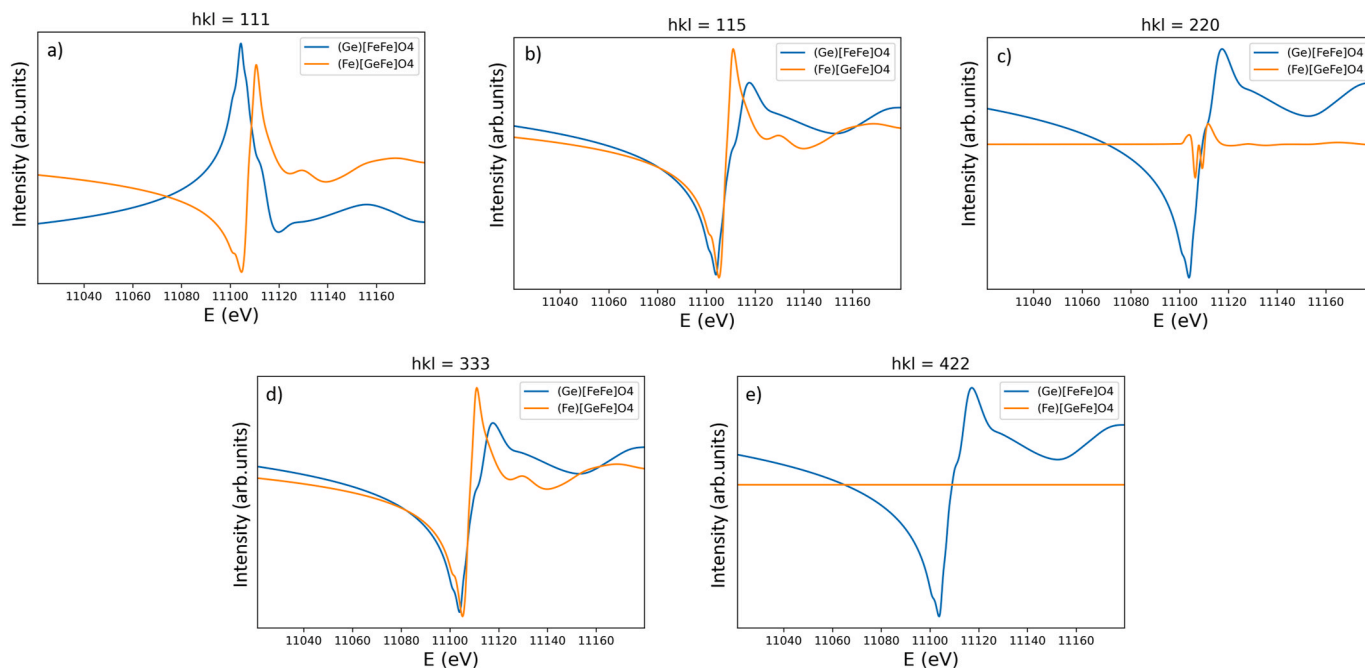 hkl = 111
a)
(Ge)[FeFe]O4
(Fe)[GeFe]O4
Intensity (arb.units)
11040 11060 11080 11100 11120 11140 11160
E (eV)
hkl = 115
b)
(Ge)[FeFe]O4
(Fe)[GeFe]O4
Intensity (arb.units)
11040 11060 11080 11100 11120 11140 11160
E (eV)
hkl = 220
c)
(Ge)[FeFe]O4
(Fe)[GeFe]O4
Intensity (arb.units)
11040 11060 11080 11100 11120 11140 11160
E (eV)
hkl = 333
d)
(Ge)[FeFe]O4
(Fe)[GeFe]O4
Intensity (arb.units)
11040 11060 11080 11100 11120 11140 11160
E (eV)
hkl = 422
e)
(Ge)[FeFe]O4
(Fe)[GeFe]O4
Intensity (arb.units)
11040 11060 11080 11100 11120 11140 11160
E (eV)